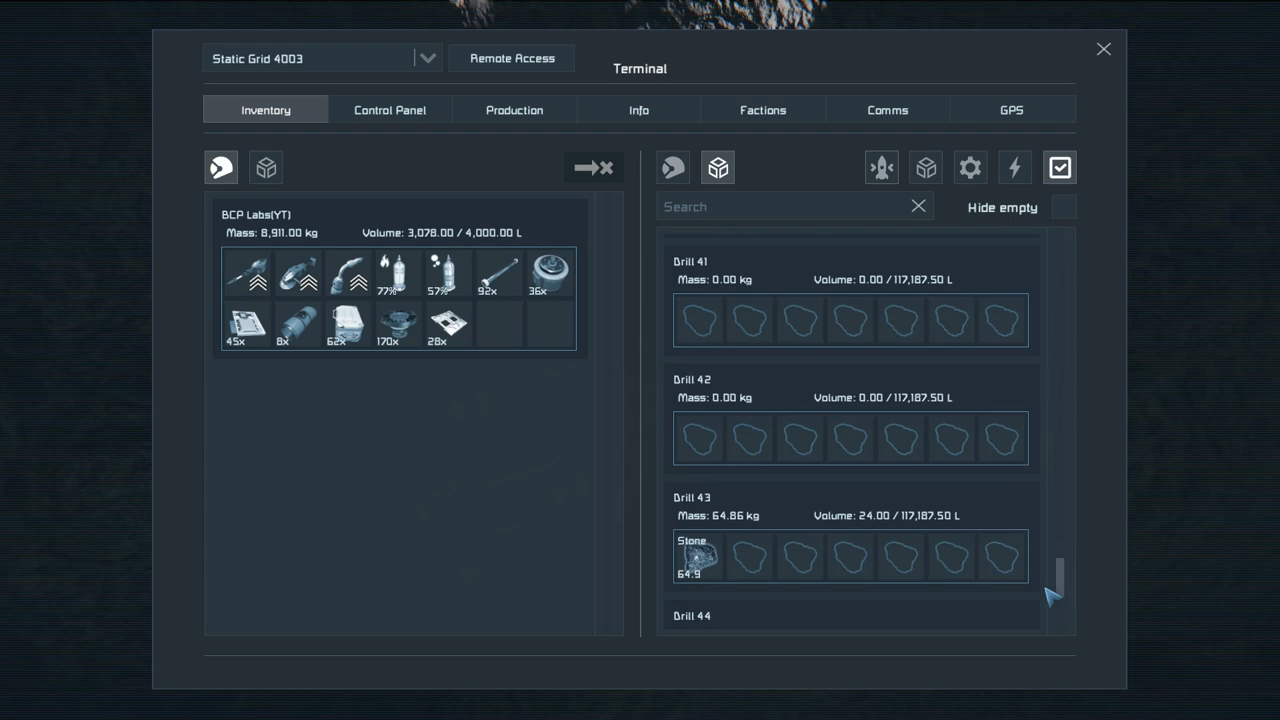 Static Grid 4003
Remote Access
Terminal
Inventory
Control Panel
Production
Info
Factions
Comms
GPS
Search
Hide empty
BCP Labs(YT)
Mass: 8,911.00 kg Volume: 3,078.00 / 4,000.00 L
77%
57%
92x
36x
45x
8x
62x
170x
28x
Drill 41
Mass: 0.00 kg Volume: 0.00 / 117,187.50 L
Drill 42
Mass: 0.00 kg Volume: 0.00 / 117,187.50 L
Drill 43
Mass: 64.86 kg Volume: 24.00 / 117,187.50 L
Stone
64.9
Drill 44